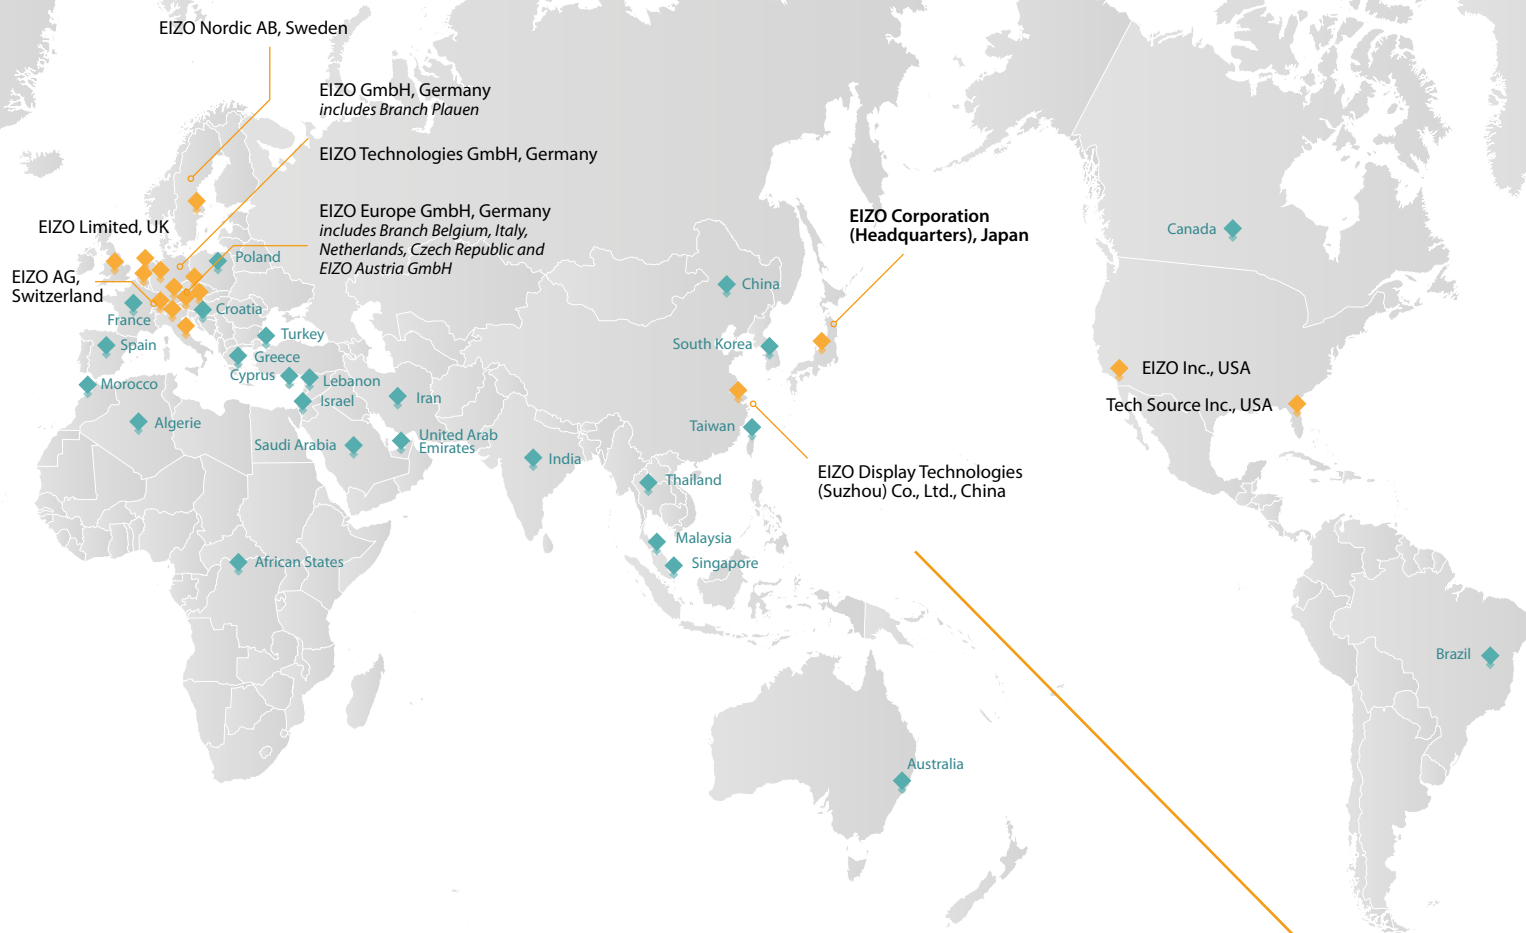 EIZO Nordic AB, Sweden
EIZO GmbH, Germany
includes Branch Plauen
EIZO Technologies GmbH, Germany
EIZO Europe GmbH, Germany
includes Branch Belgium, Italy,
Netherlands, Czech Republic and
EIZO Austria GmbH
EIZO Limited, UK
EIZO AG,
Switzerland
Poland
Croatia
France
Turkey
Spain
Greece
Cyprus
Lebanon
Morocco
Israel
Iran
Algerie
Saudi Arabia
United Arab
Emirates
India
African States
China
South Korea
Taiwan
Thailand
Malaysia
Singapore
EIZO Corporation
(Headquarters), Japan
EIZO Display Technologies
(Suzhou) Co., Ltd., China
Australia
Canada
EIZO Inc., USA
Tech Source Inc., USA
Brazil